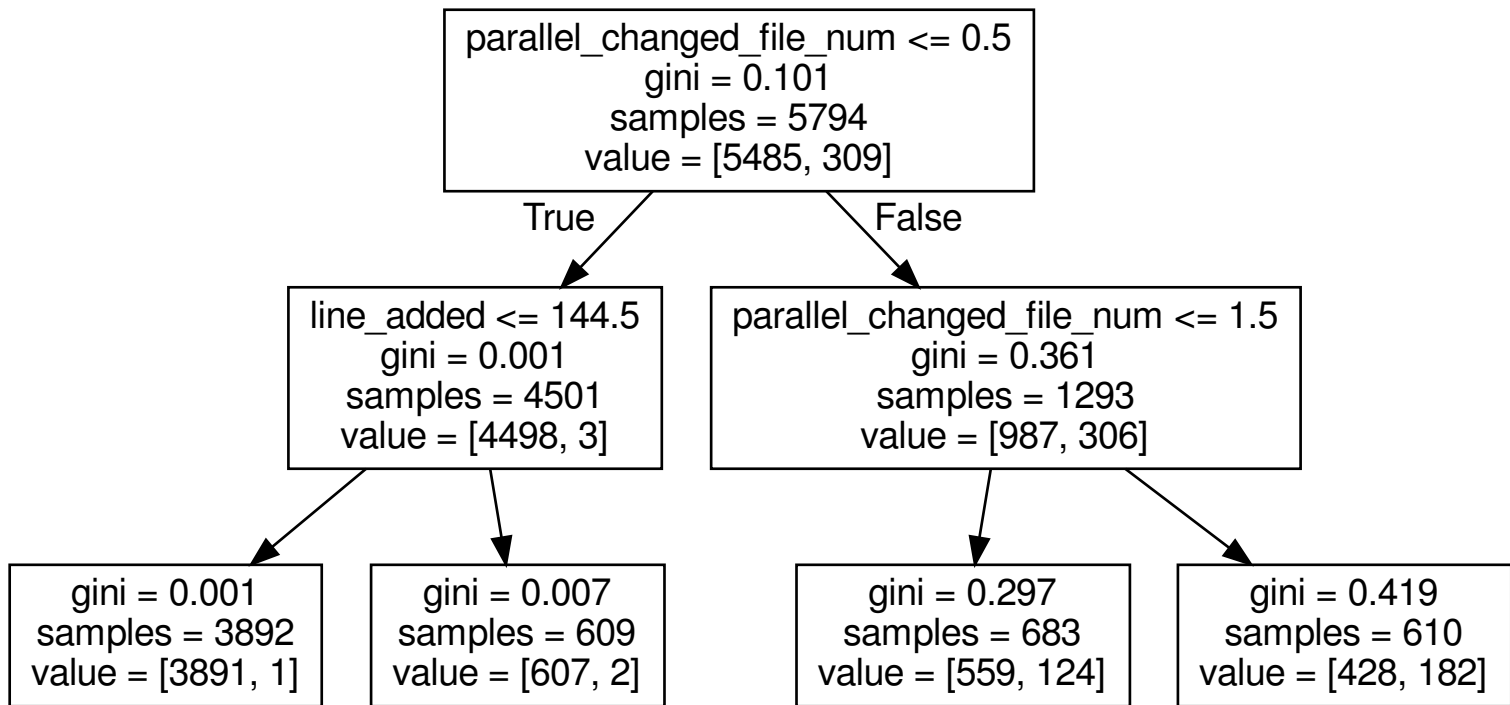 parallel_changed_file_num <= 0.5
gini = 0.101
samples = 5794
value = [5485, 309]
True
False
line_added <= 144.5
gini = 0.001
samples = 4501
value = [4498, 3]
parallel_changed_file_num <= 1.5
gini = 0.361
samples = 1293
value = [987, 306]
gini = 0.001
samples = 3892
value = [3891, 1]
gini = 0.007
samples = 609
value = [607, 2]
gini = 0.297
samples = 683
value = [559, 124]
gini = 0.419
samples = 610
value = [428, 182]